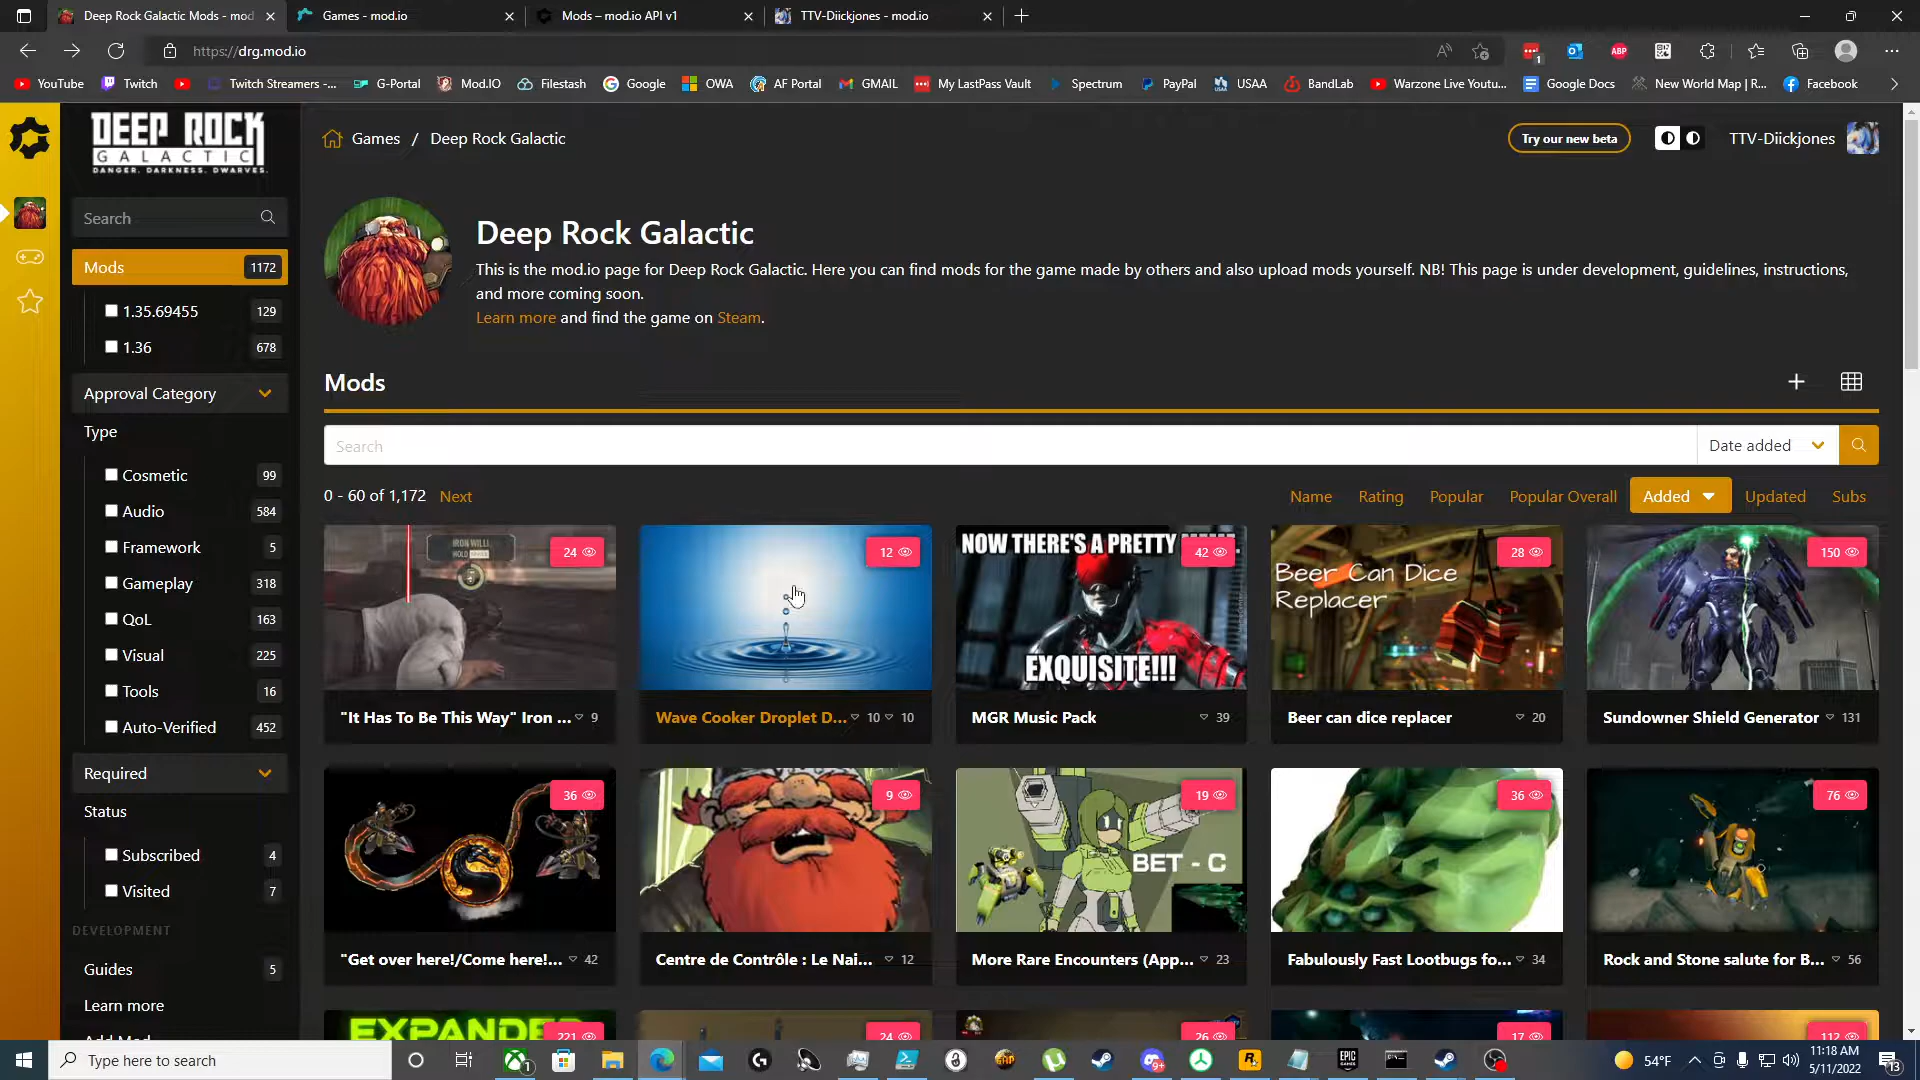 Deep Rock Galactic Mods - mod
Games - mod.io
Mods – mod.io API v1
TTV-Diickjones - mod.io
https://drg.mod.io
YouTube
Twitch
Twitch Streamers -...
G-Portal
Mod.IO
Filestash
Google
OWA
AF Portal
GMAIL
My LastPass Vault
Spectrum
PayPal
USAA
BandLab
Warzone Live Youtu...
Google Docs
New World Map | R...
Facebook
DEEP ROCK
GALACTIC
DANGER. DARKNESS. DWARVES.
Games / Deep Rock Galactic
Try our new beta
TTV-Diickjones
Search
Mods 1172
1.35.69455 129
1.36 678
Approval Category
Type
Cosmetic 99
Audio 584
Framework 5
Gameplay 318
QoL 163
Visual 225
Tools 16
Auto-Verified 452
Required
Status
Subscribed 4
Visited 7
DEVELOPMENT
Guides 5
Learn more
Add Mod
Deep Rock Galactic
This is the mod.io page for Deep Rock Galactic. Here you can find mods for the game made by others and also upload mods yourself. NB! This page is under development, guidelines, instructions,
and more coming soon.
Learn more and find the game on Steam.
Mods
Search
Date added
0 - 60 of 1,172 Next
Name Rating Popular Popular Overall Added Updated Subs
IRON WILL
HOLD
24
12
NOW THERE'S A PRETTY
42
EXQUISITE!!!
Beer Can Dice
Replacer
28
150
"It Has To Be This Way" Iron ... 9
Wave Cooker Droplet D... 10 10
MGR Music Pack 39
Beer can dice replacer 20
Sundowner Shield Generator 131
36
9
19
BET - C
36
76
"Get over here!/Come here!... 42
Centre de Contrôle : Le Nai... 12
More Rare Encounters (App... 23
Fabulously Fast Lootbugs fo... 34
Rock and Stone salute for B... 56
EXPANDED
221
24
26
17
112
Type here to search
54°F
11:18 AM
5/11/2022
13